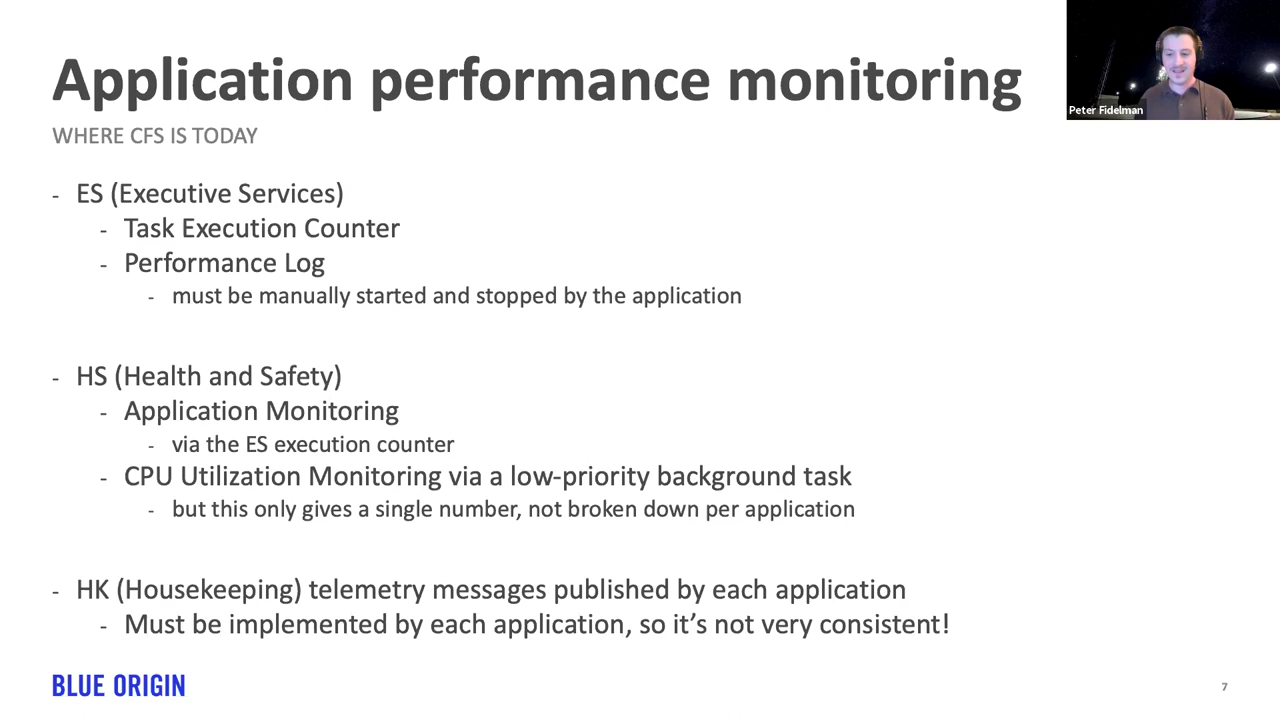 Application performance monitoring
Peter Fidelman
WHERE CFS IS TODAY
- ES (Executive Services)
- Task Execution Counter
- Performance Log
- must be manually started and stopped by the application
- HS (Health and Safety)
- Application Monitoring
- via the ES execution counter
- CPU Utilization Monitoring via a low-priority background task
- but this only gives a single number, not broken down per application
- HK (Housekeeping) telemetry messages published by each application
- Must be implemented by each application, so it’s not very consistent!
BLUE ORIGIN
7